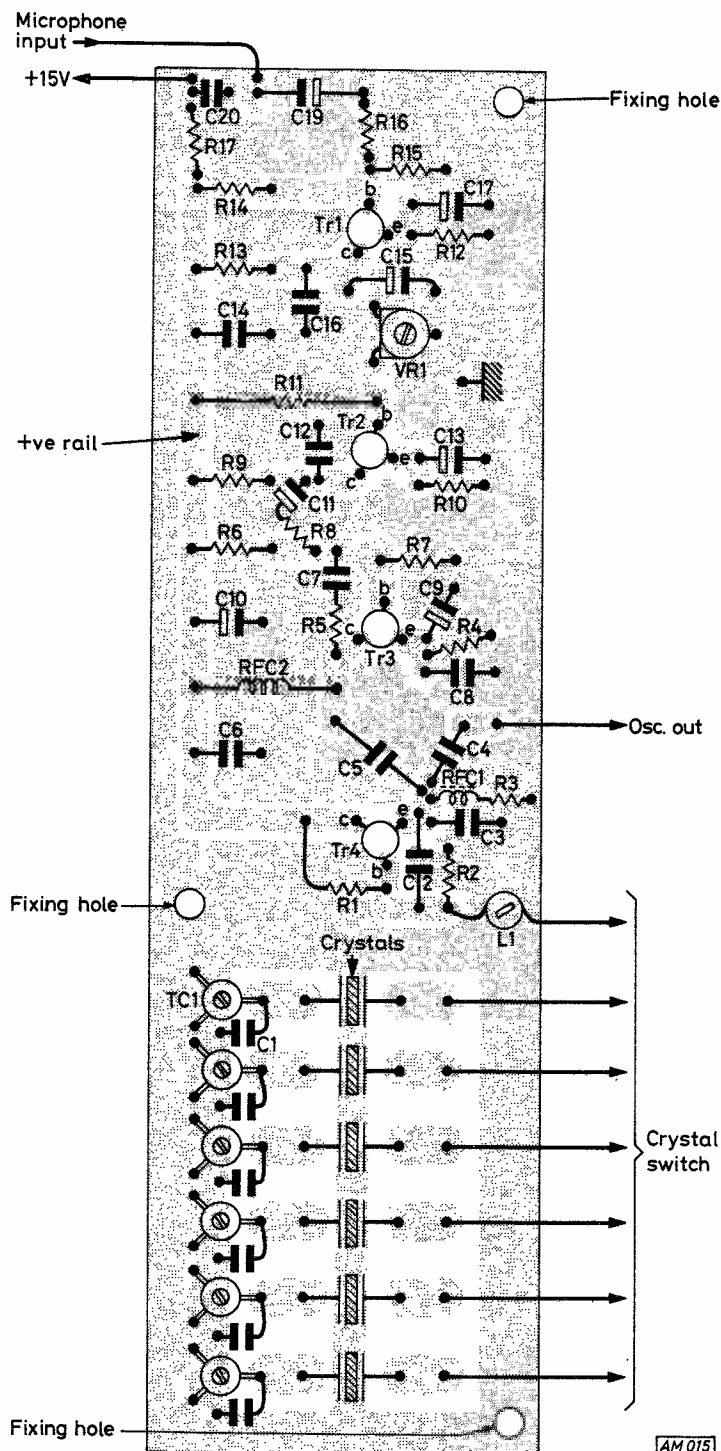 Microphone
input
+15V
C20
C19
Fixing hole
R17
R16
R15
R14
C17
b
Tr1
e
c
R12
R13
C15
C16
C14
VR1
R11
+ve rail
Tr2
b
C12
e
c
C13
R9
C11
R10
R8
R6
R7
C7
C9
b
C10
R5
c
e
R4
Tr3
C8
RFC2
Osc. out
C6
C5
C4
RFC1
R3
c
e
C3
Tr4
b
C2
R2
R1
Fixing hole
L1
Crystals
TC1
C1
Crystal
switch
Fixing hole
AM 015